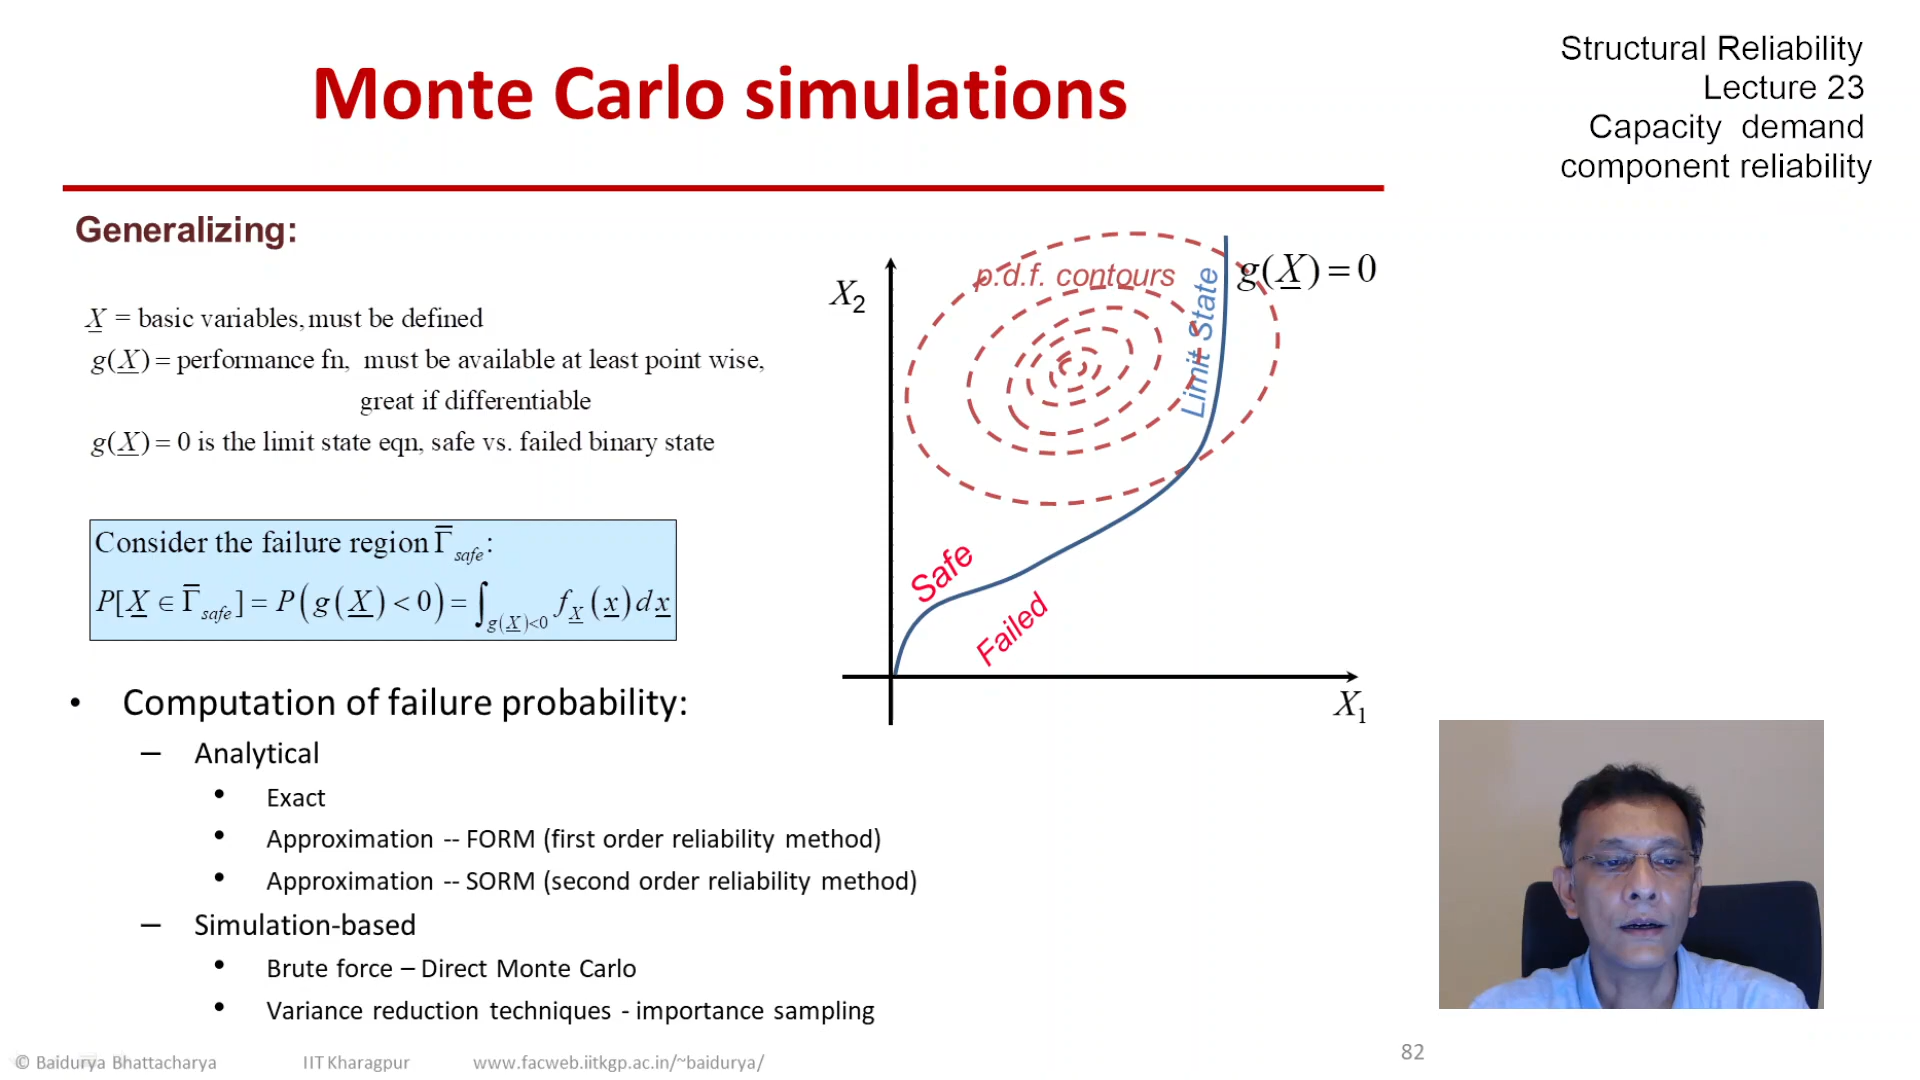 Monte Carlo simulations
Structural Reliability
Lecture 23
Capacity demand
component reliability
Generalizing:
X = basic variables, must be defined
g(X) = performance fn, must be available at least point wise,
great if differentiable
g(X) = 0 is the limit state eqn, safe vs. failed binary state
Consider the failure region Γ̅safe:
P[X ∈ Γ̅safe] = P(g(X) < 0) = ∫g(X)<0 fX(x)dx
X2
p.d.f. contours
Limit State
g(X) = 0
Safe
Failed
X1
• Computation of failure probability:
– Analytical
• Exact
• Approximation -- FORM (first order reliability method)
• Approximation -- SORM (second order reliability method)
– Simulation-based
• Brute force – Direct Monte Carlo
• Variance reduction techniques - importance sampling
© Baidurya Bhattacharya IIT Kharagpur www.facweb.iitkgp.ac.in/~baidurya/
82